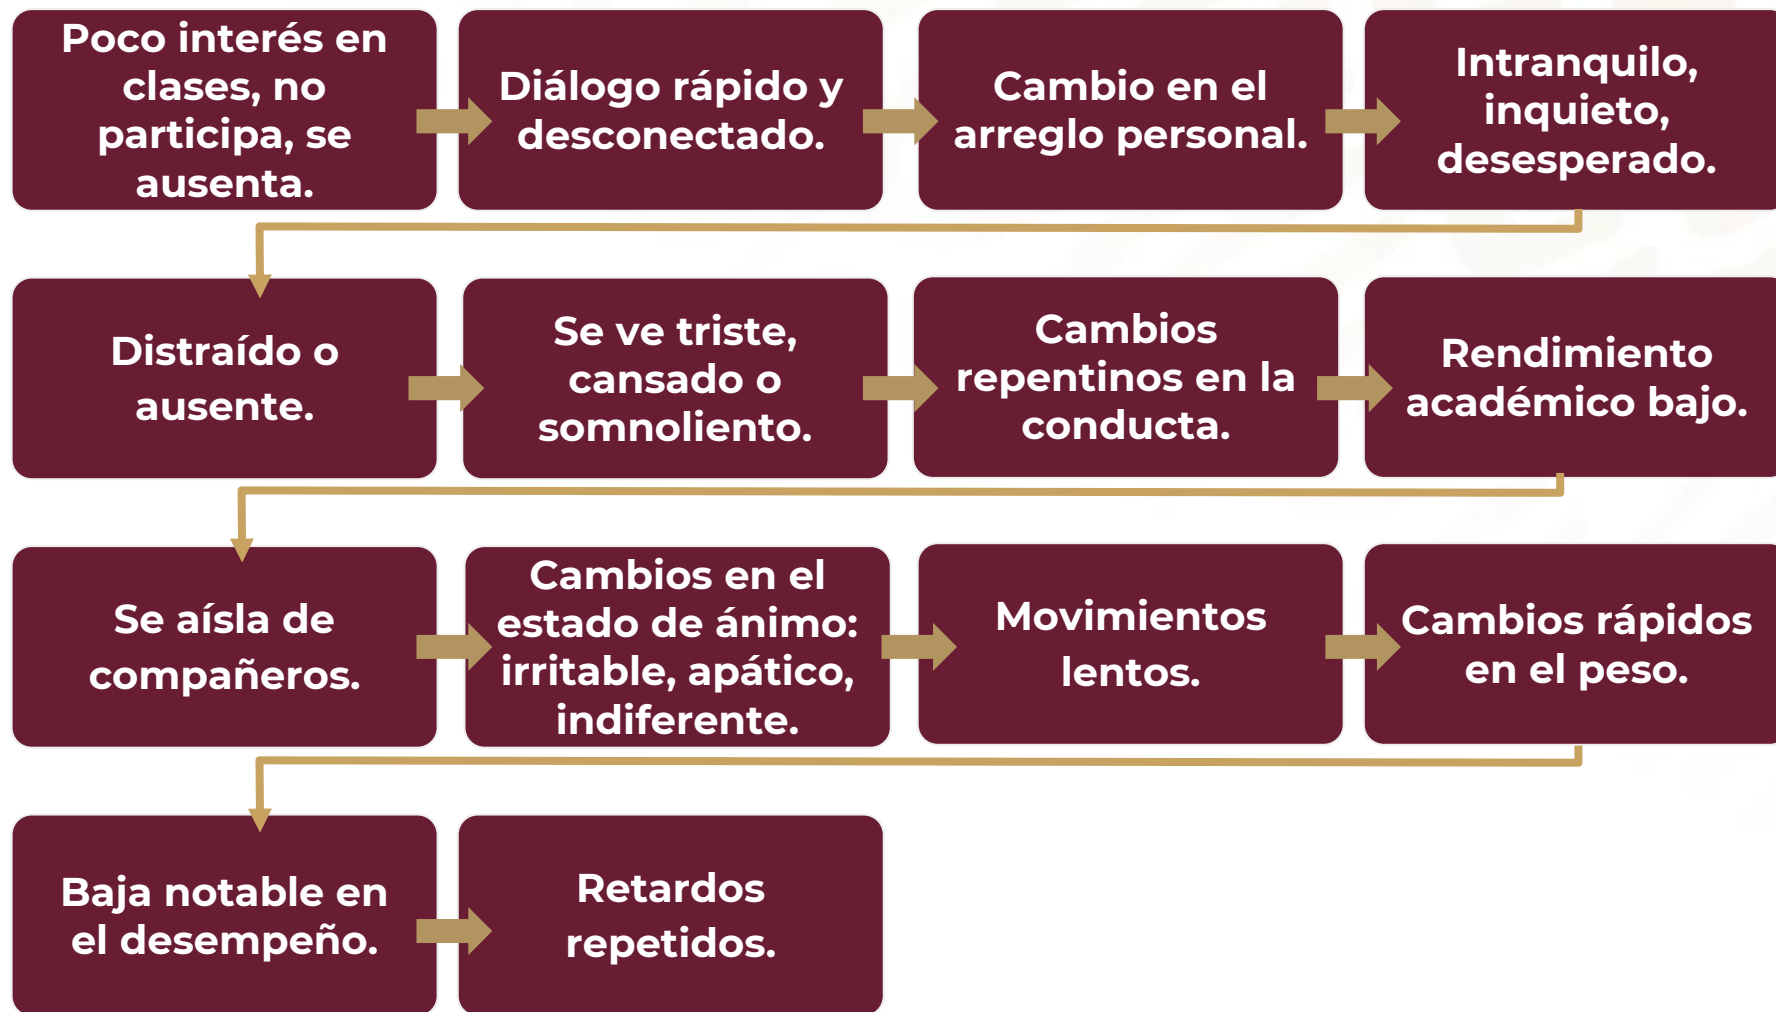 Poco interés en
clases, no
participa, se
ausenta.
Diálogo rápido y
desconectado.
Cambio en el
arreglo personal.
Intranquilo,
inquieto,
desesperado.
Distraído o
ausente.
Se ve triste,
cansado o
somnoliento.
Cambios
repentinos en la
conducta.
Rendimiento
académico bajo.
Se aísla de
compañeros.
Cambios en el
estado de ánimo:
irritable, apático,
indiferente.
Movimientos
lentos.
Cambios rápidos
en el peso.
Baja notable en
el desempeño.
Retardos
repetidos.